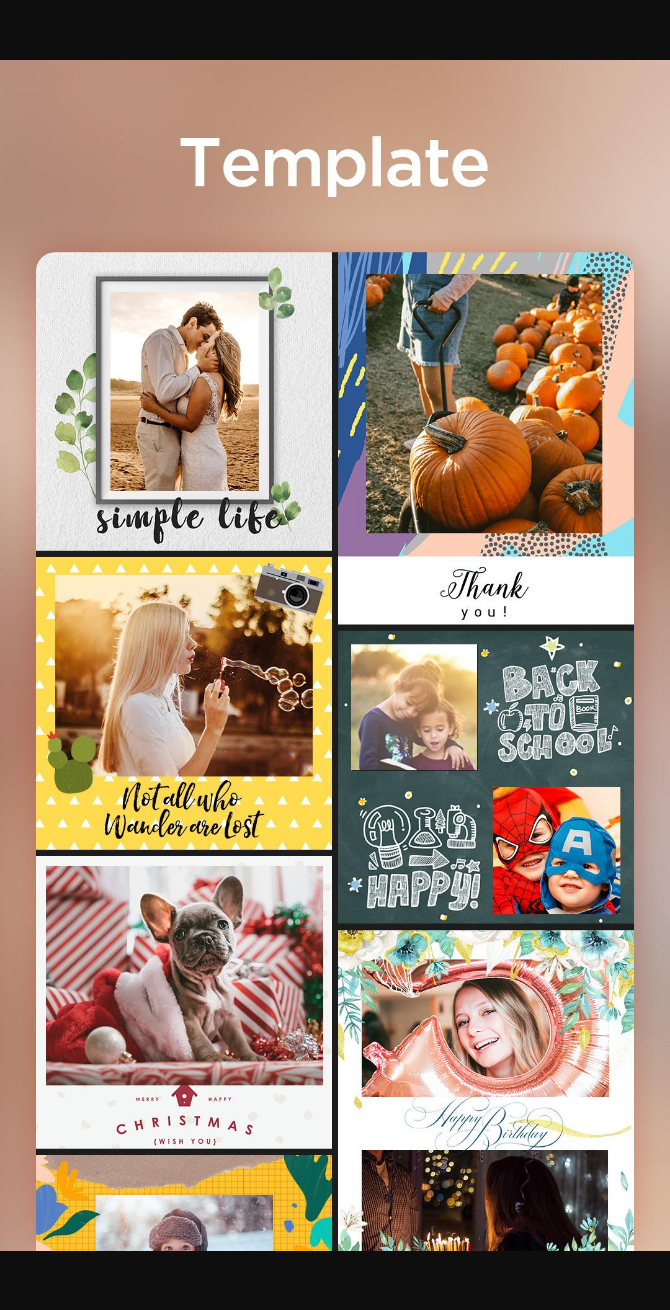 Template
simple life
Thank
you!
Not all who
Wander are Lost
BACK
TO
BOOK
SCHOOL
A
HAPPY!
MERRY HAPPY
CHRISTMAS
{WISH YOU}
Happy Birthday